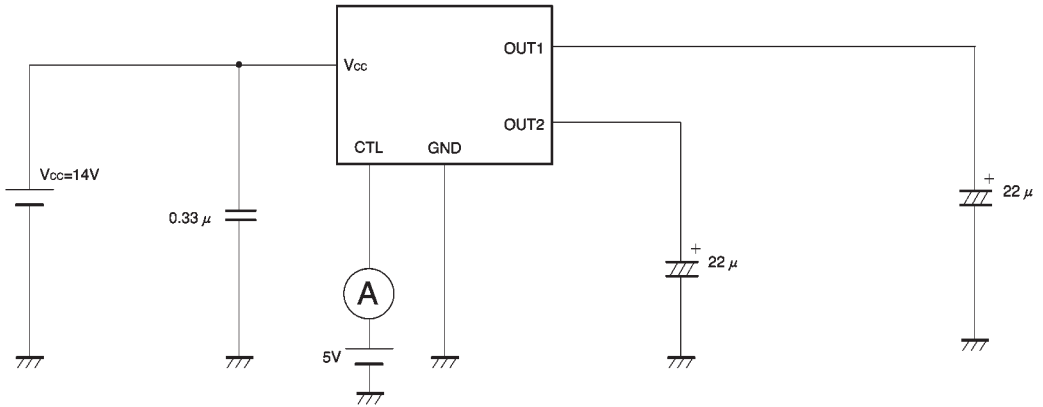 OUT1
Vcc
OUT2
CTL
GND
Vcc=14V
+
22 μ
0.33 μ
+
22 μ
A
5V